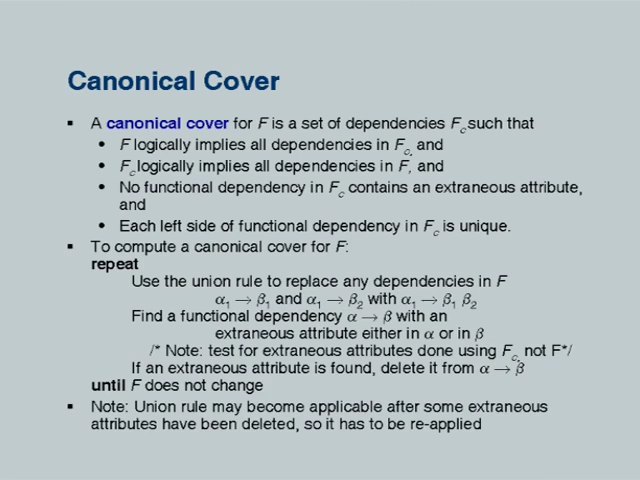 Canonical Cover
▪ A canonical cover for F is a set of dependencies Fc such that
• F logically implies all dependencies in Fc, and
• Fc logically implies all dependencies in F, and
• No functional dependency in Fc contains an extraneous attribute,
and
• Each left side of functional dependency in Fc is unique.
▪ To compute a canonical cover for F:
repeat
Use the union rule to replace any dependencies in F
α1 → β1 and α1 → β2 with α1 → β1 β2
Find a functional dependency α → β with an
extraneous attribute either in α or in β
/* Note: test for extraneous attributes done using Fc, not F*/
If an extraneous attribute is found, delete it from α → β
until F does not change
▪ Note: Union rule may become applicable after some extraneous
attributes have been deleted, so it has to be re-applied